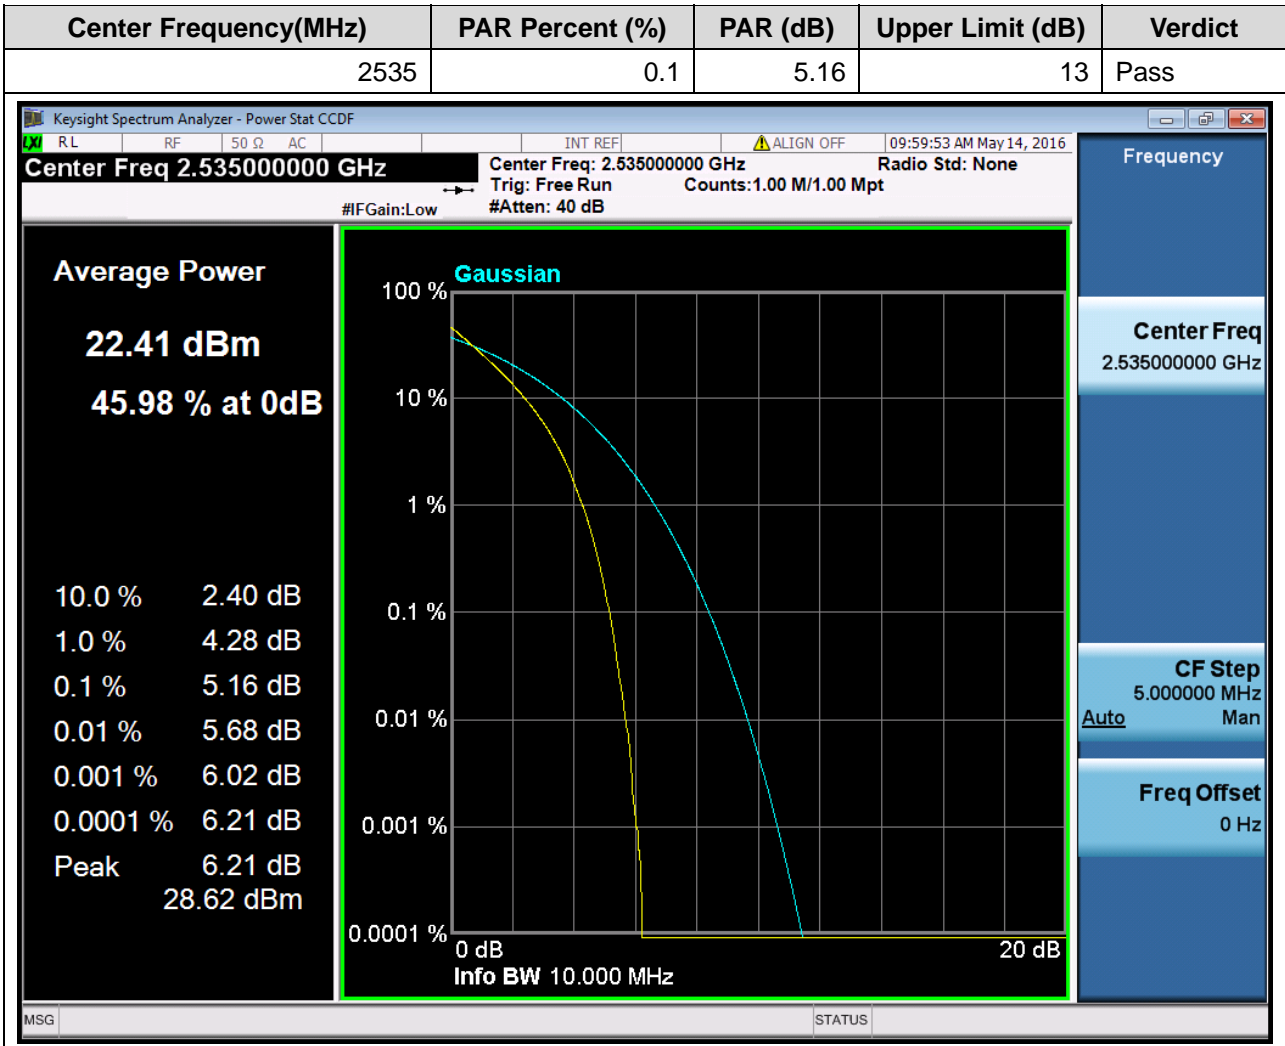 Center Frequency(MHz) PAR Percent (%) PAR (dB) Upper Limit (dB) Verdict
2535 0.1 5.16 13 Pass
Keysight Spectrum Analyzer - Power Stat CCDF
LXI RL RF 50 Ω AC INT REF ALIGN OFF 09:59:53 AM May 14, 2016
Center Freq 2.535000000 GHz
Center Freq: 2.535000000 GHz Radio Std: None
Trig: Free Run Counts:1.00 M/1.00 Mpt
#IFGain:Low #Atten: 40 dB
Average Power
22.41 dBm
45.98 % at 0dB
10.0 % 2.40 dB
1.0 % 4.28 dB
0.1 % 5.16 dB
0.01 % 5.68 dB
0.001 % 6.02 dB
0.0001 % 6.21 dB
Peak 6.21 dB
28.62 dBm
Gaussian
100 %
10 %
1 %
0.1 %
0.01 %
0.001 %
0.0001 %
0 dB 20 dB
Info BW 10.000 MHz
Frequency
Center Freq
2.535000000 GHz
CF Step
5.000000 MHz
Auto Man
Freq Offset
0 Hz
MSG STATUS